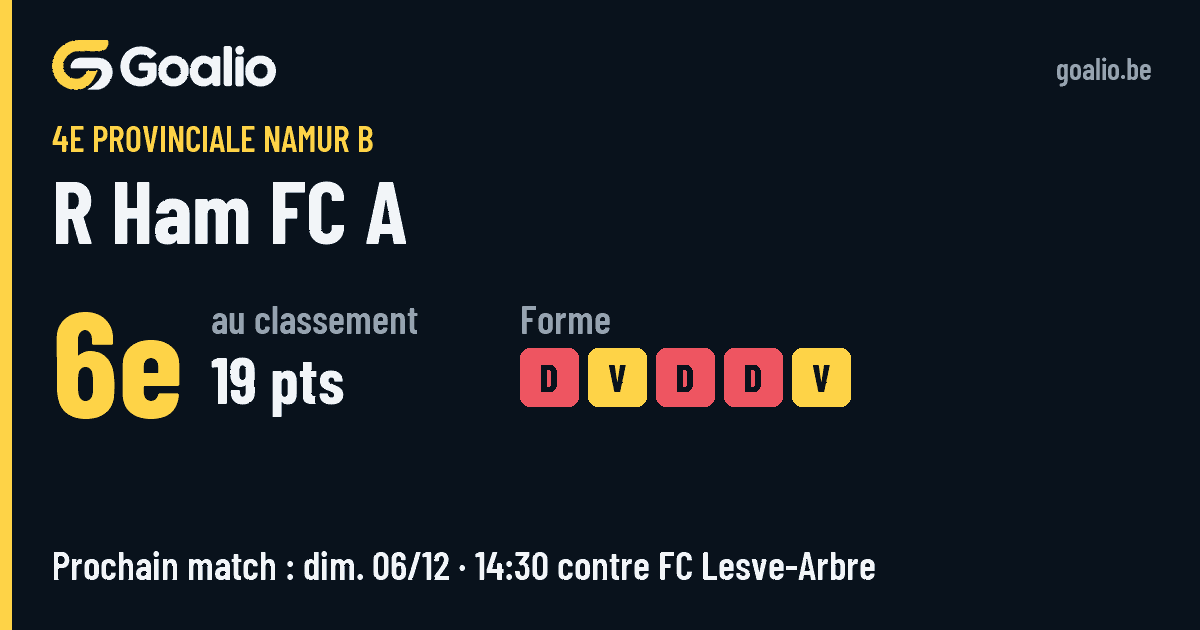 Goalio
goalio.be
4E PROVINCIALE NAMUR B
R Ham FC A
6e
au classement
19 pts
Forme
D V D D V
Prochain match : dim. 06/12 · 14:30 contre FC Lesve-Arbre